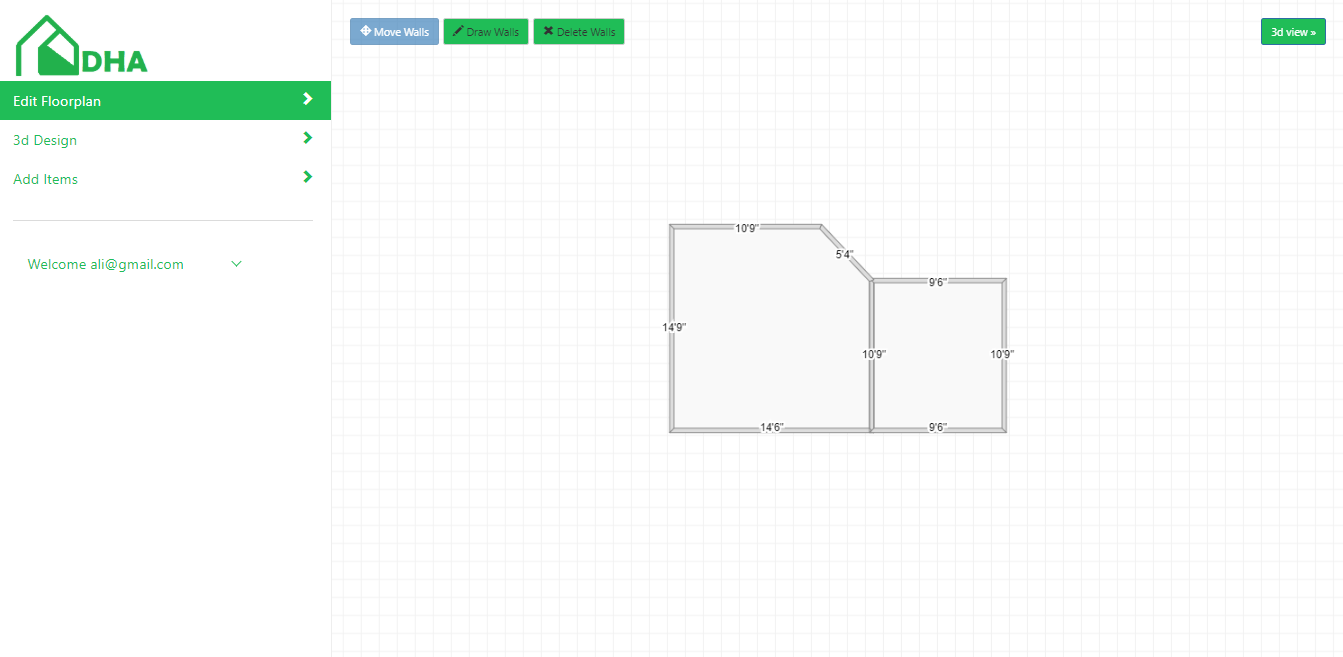 DHA
Edit Floorplan
3d Design
Add Items
Welcome ali@gmail.com
Move Walls
Draw Walls
Delete Walls
3d view »
10'9"
5'4"
9'6"
14'9"
10'9"
10'9"
14'6"
9'6"